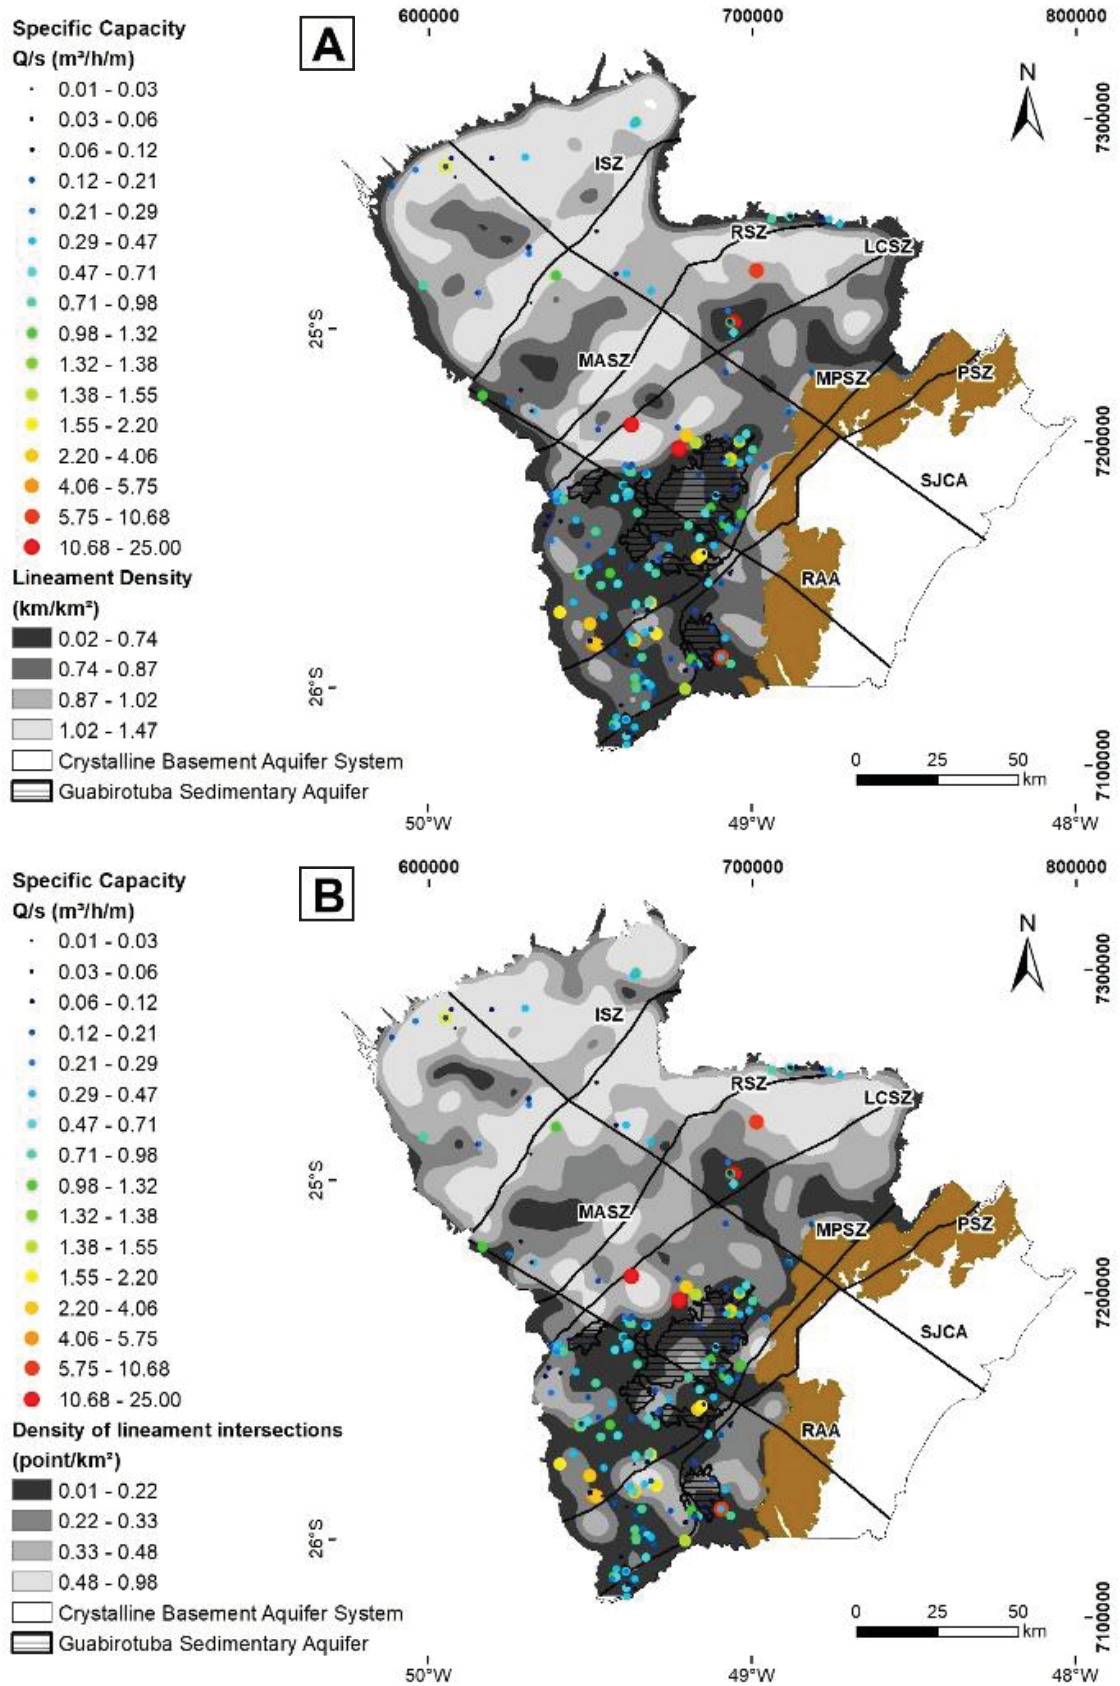 Specific Capacity
Q/s (m³/h/m)
0.01 - 0.03
0.03 - 0.06
0.06 - 0.12
0.12 - 0.21
0.21 - 0.29
0.29 - 0.47
0.47 - 0.71
0.71 - 0.98
0.98 - 1.32
1.32 - 1.38
1.38 - 1.55
1.55 - 2.20
2.20 - 4.06
4.06 - 5.75
5.75 - 10.68
10.68 - 25.00
Lineament Density
(km/km²)
0.02 - 0.74
0.74 - 0.87
0.87 - 1.02
1.02 - 1.47
Crystalline Basement Aquifer System
Guabirotuba Sedimentary Aquifer
A
600000
700000
800000
N
7300000
7200000
7100000
25°S
26°S
ISZ
RSZ
LCSZ
MASZ
MPSZ
PSZ
SJCA
RAA
0 25 50
km
50°W
49°W
48°W
Specific Capacity
Q/s (m³/h/m)
0.01 - 0.03
0.03 - 0.06
0.06 - 0.12
0.12 - 0.21
0.21 - 0.29
0.29 - 0.47
0.47 - 0.71
0.71 - 0.98
0.98 - 1.32
1.32 - 1.38
1.38 - 1.55
1.55 - 2.20
2.20 - 4.06
4.06 - 5.75
5.75 - 10.68
10.68 - 25.00
Density of lineament intersections
(point/km²)
0.01 - 0.22
0.22 - 0.33
0.33 - 0.48
0.48 - 0.98
Crystalline Basement Aquifer System
Guabirotuba Sedimentary Aquifer
B
600000
700000
800000
N
7300000
7200000
7100000
25°S
26°S
ISZ
RSZ
LCSZ
MASZ
MPSZ
PSZ
SJCA
RAA
0 25 50
km
50°W
49°W
48°W